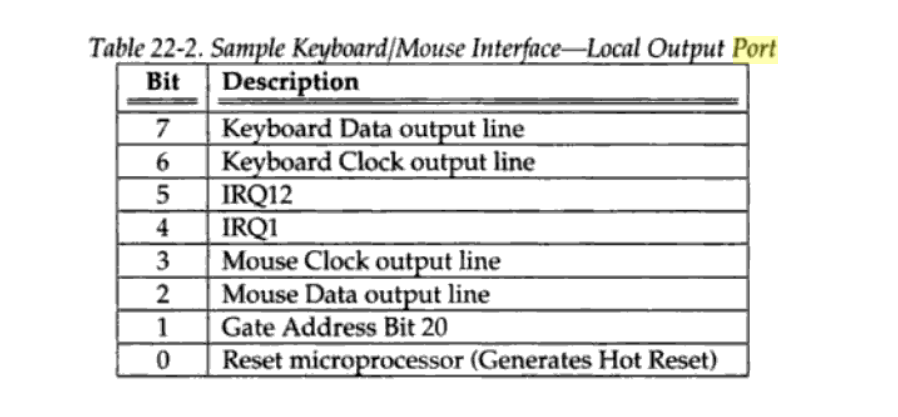 Table 22-2. Sample Keyboard/Mouse Interface—Local Output Port
Bit Description
7 Keyboard Data output line
6 Keyboard Clock output line
5 IRQ12
4 IRQ1
3 Mouse Clock output line
2 Mouse Data output line
1 Gate Address Bit 20
0 Reset microprocessor (Generates Hot Reset)